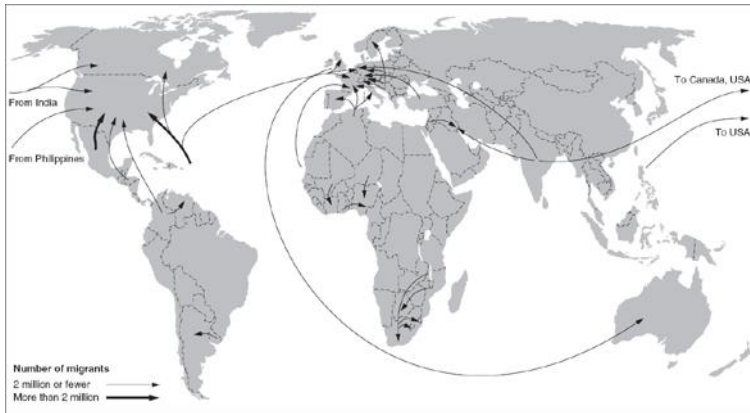 To Canada, USA
From India
To USA
From Philippines
Number of migrants
2 million or fewer
More than 2 million